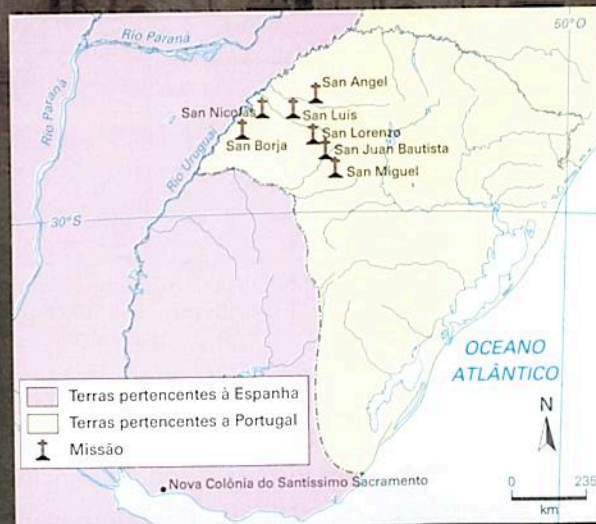 50° O
Rio Paraná
Rio Paraná
San Angel
San Nicolás
San Luis
San Lorenzo
San Borja
San Juan Bautista
San Miguel
Rio Uruguai
30° S
OCEANO
ATLÂNTICO
Terras pertencentes à Espanha
Terras pertencentes a Portugal
Missão
N
Nova Colônia do Santíssimo Sacramento
0 235
km